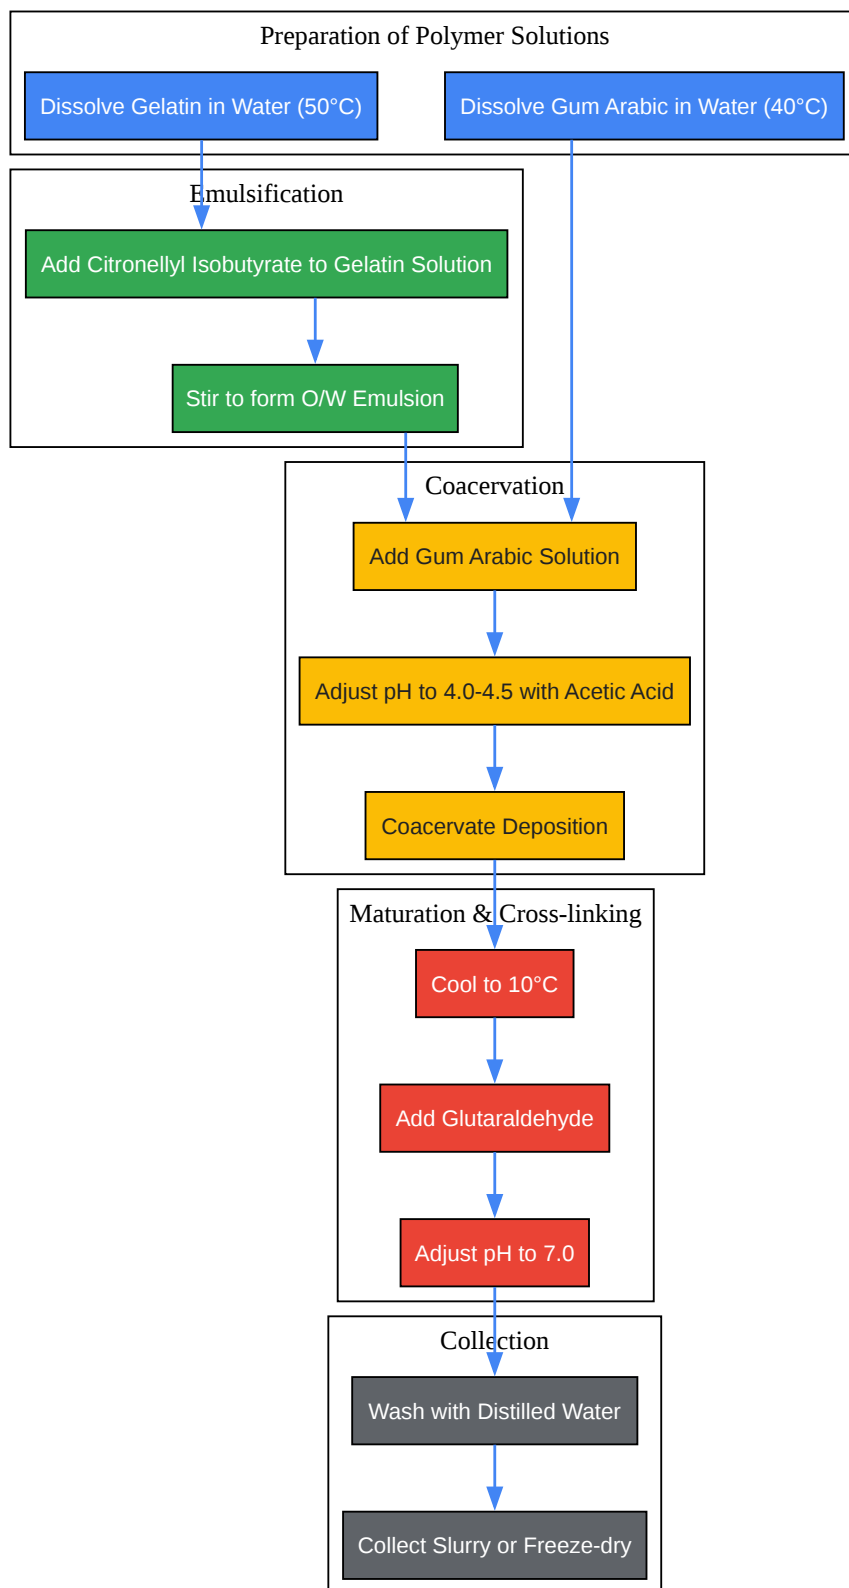 Preparation of Polymer Solutions
Dissolve Gelatin in Water (50°C)
Dissolve Gum Arabic in Water (40°C)
Emulsification
Add Citronellyl Isobutyrate to Gelatin Solution
Stir to form O/W Emulsion
Coacervation
Add Gum Arabic Solution
Adjust pH to 4.0-4.5 with Acetic Acid
Coacervate Deposition
Maturation & Cross-linking
Cool to 10°C
Add Glutaraldehyde
Adjust pH to 7.0
Collection
Wash with Distilled Water
Collect Slurry or Freeze-dry